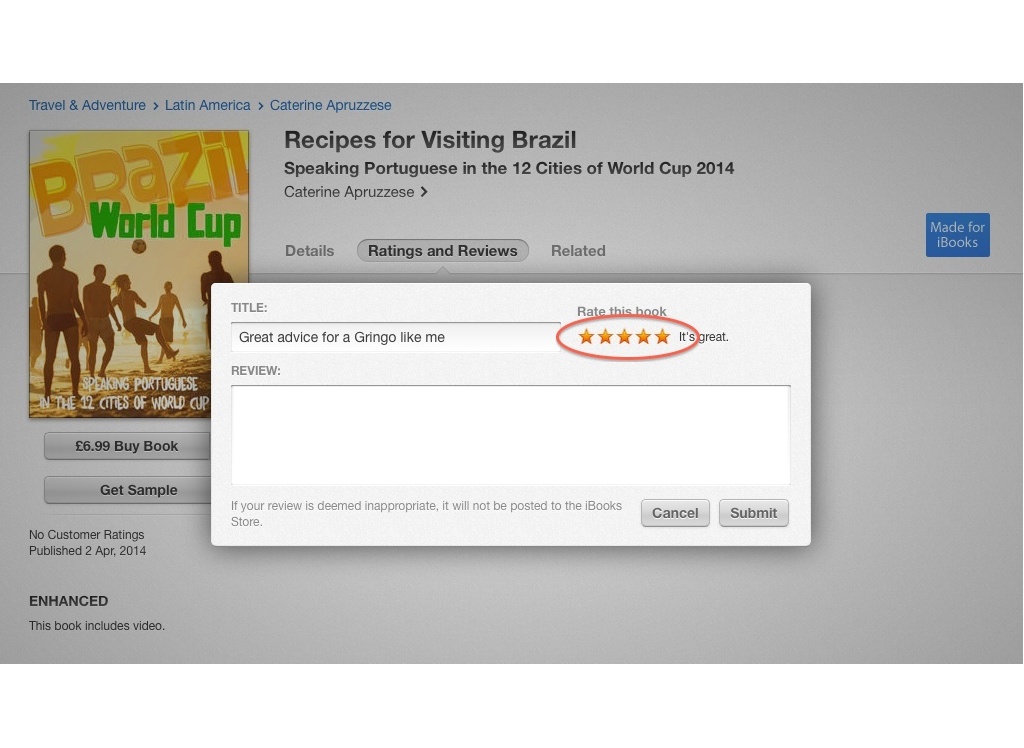 Travel & Adventure > Latin America > Caterine Apruzzese
Brazil
World Cup
SPEAKING PORTUGUESE
IN THE 12 CITIES OF WORLD CUP
Recipes for Visiting Brazil
Speaking Portuguese in the 12 Cities of World Cup 2014
Caterine Apruzzese >
Details Ratings and Reviews Related
Made for
iBooks
TITLE:
Rate this book
Great advice for a Gringo like me
It's great.
REVIEW:
If your review is deemed inappropriate, it will not be posted to the iBooks
Store.
Cancel Submit
£6.99 Buy Book
Get Sample
No Customer Ratings
Published 2 Apr, 2014
ENHANCED
This book includes video.